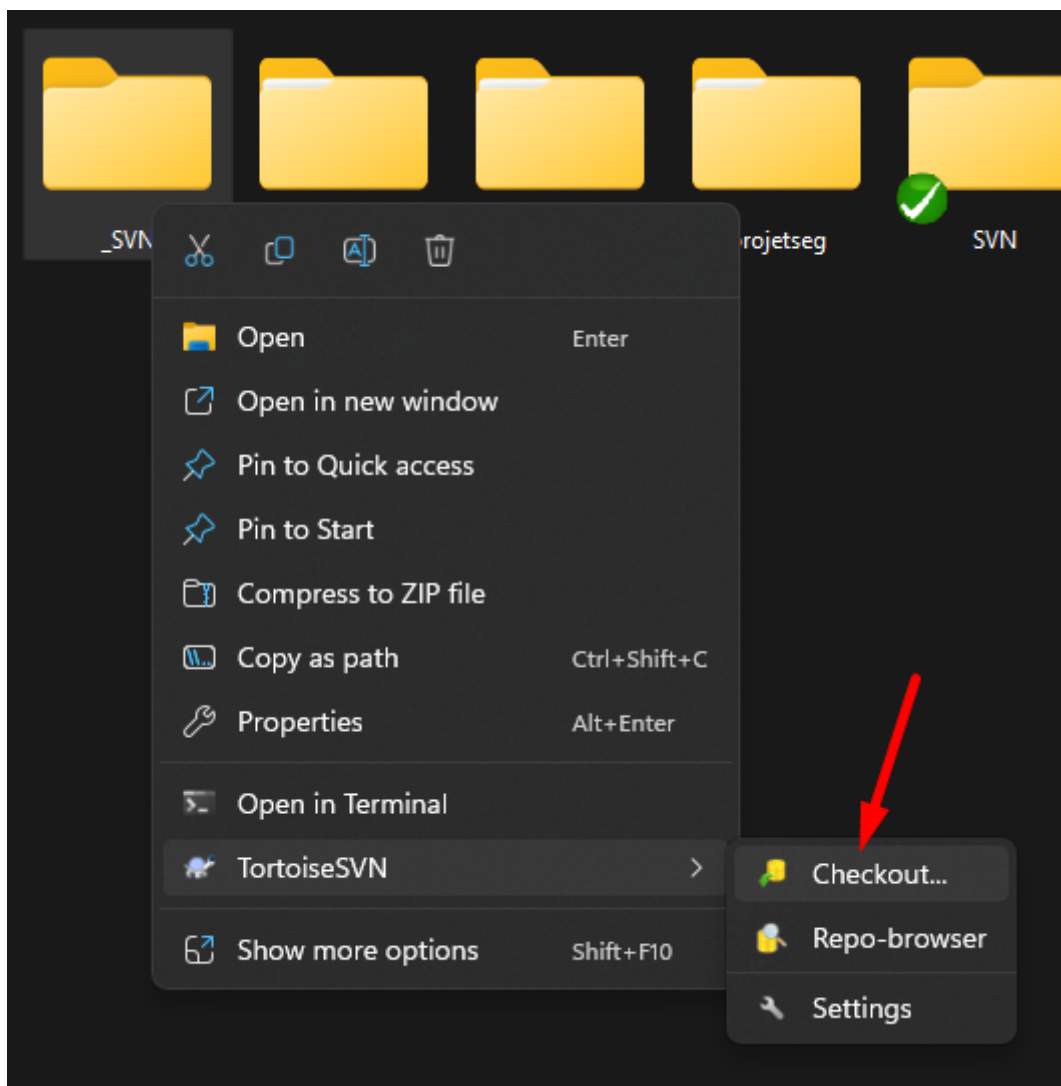 _SVN
rojetseg
SVN
Open Enter
Open in new window
Pin to Quick access
Pin to Start
Compress to ZIP file
Copy as path Ctrl+Shift+C
Properties Alt+Enter
Open in Terminal
TortoiseSVN
Checkout...
Repo-browser
Show more options Shift+F10
Settings